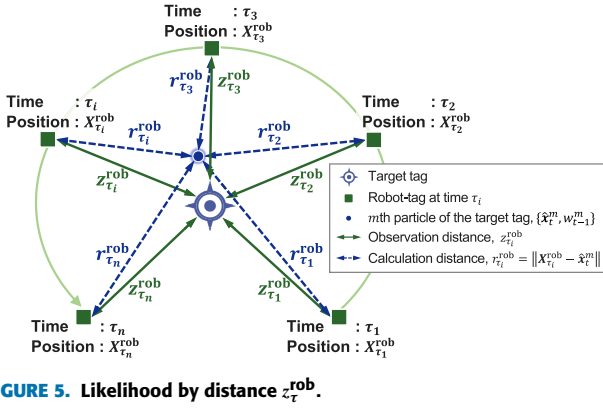 Time : τ₃
Position : X^rob_τ₃
r^rob_τ₃
z^rob_τ₃
Time : τᵢ
Position : X^rob_τᵢ
Time : τ₂
Position : X^rob_τ₂
r^rob_τᵢ
r^rob_τ₂
z^rob_τᵢ
z^rob_τ₂
Target tag
Robot-tag at time τᵢ
mth particle of the target tag, {x̂^m_t, w^m_t−1}
Observation distance, z^rob_τᵢ
Calculation distance, r^rob_τᵢ = ‖X^rob_τᵢ − x̂^m_t‖
r^rob_τₙ
r^rob_τ₁
z^rob_τₙ
z^rob_τ₁
Time : τₙ
Position : X^rob_τₙ
Time : τ₁
Position : X^rob_τ₁
GURE 5. Likelihood by distance z^rob_τ.